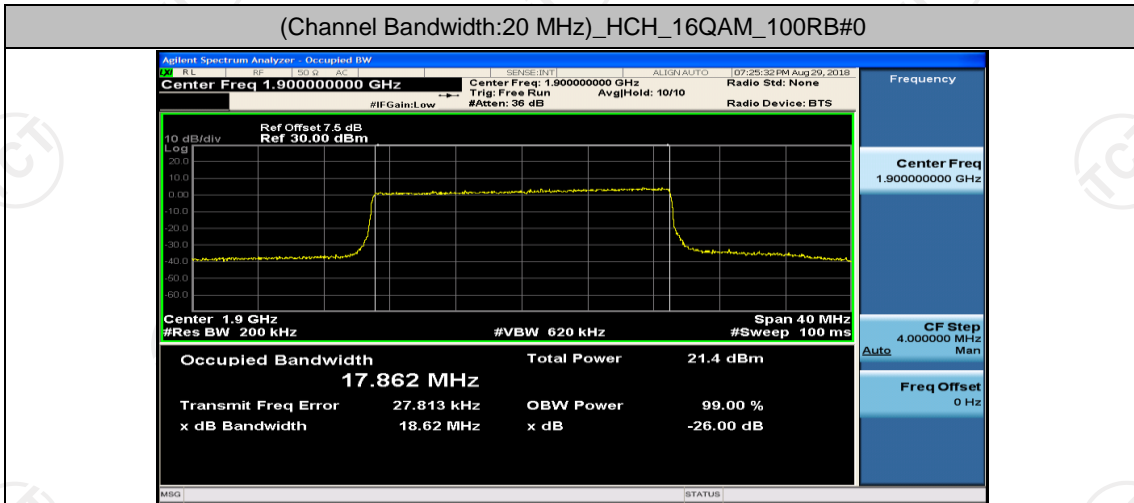 (Channel Bandwidth:20 MHz)_HCH_16QAM_100RB#0
Agilent Spectrum Analyzer - Occupied BW
LXI RL RF 50 Ω AC SENSE:INT ALIGN AUTO 07:25:32 PM Aug 29, 2018
Center Freq 1.900000000 GHz
Center Freq: 1.900000000 GHz
Radio Std: None
Trig: Free Run Avg|Hold: 10/10
#IFGain:Low #Atten: 36 dB Radio Device: BTS
Ref Offset 7.5 dB
10 dB/div Ref 30.00 dBm
Log
20.0
10.0
0.00
-10.0
-20.0
-30.0
-40.0
-50.0
-60.0
Center 1.9 GHz Span 40 MHz
#Res BW 200 kHz #VBW 620 kHz #Sweep 100 ms
Occupied Bandwidth Total Power 21.4 dBm
17.862 MHz
Transmit Freq Error 27.813 kHz OBW Power 99.00 %
x dB Bandwidth 18.62 MHz x dB -26.00 dB
MSG STATUS
Frequency
Center Freq
1.900000000 GHz
CF Step
4.000000 MHz
Auto Man
Freq Offset
0 Hz
TCT